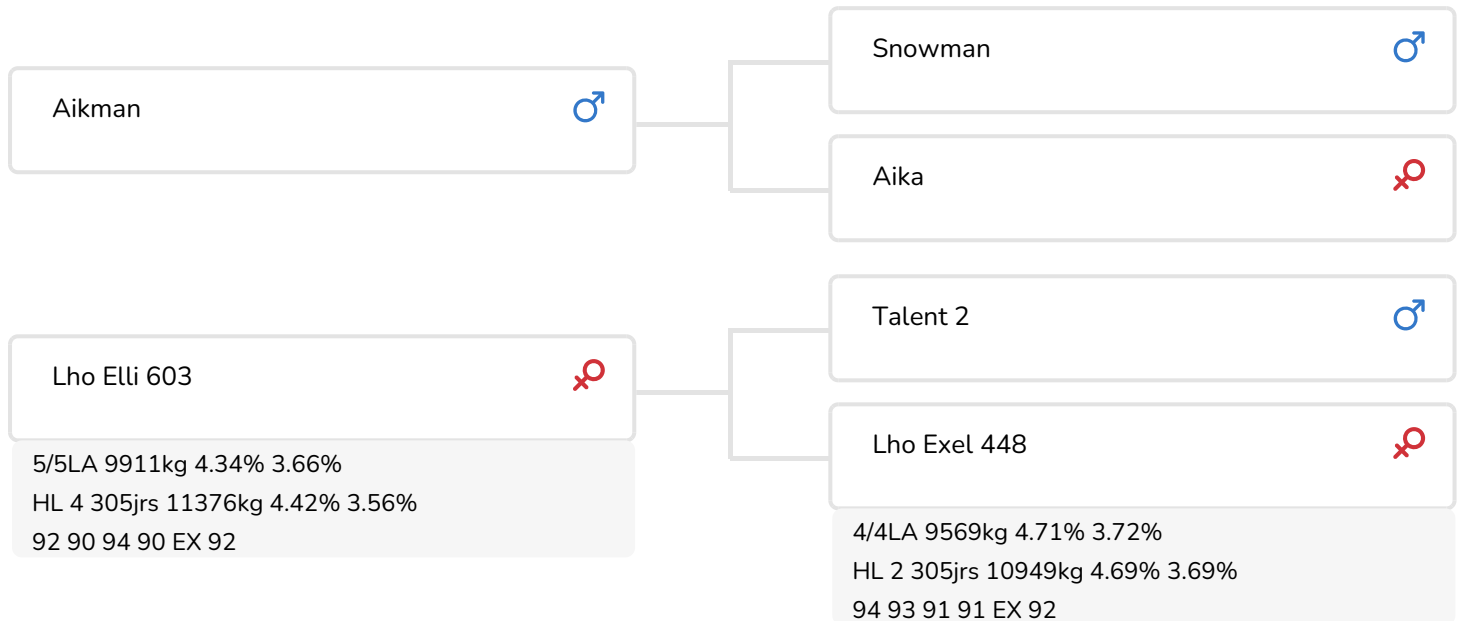 Aikman
Snowman
Aika
Lho Elli 603
5/5LA 9911kg 4.34% 3.66%
HL 4 305jrs 11376kg 4.42% 3.56%
92 90 94 90 EX 92
Talent 2
Lho Exel 448
4/4LA 9569kg 4.71% 3.72%
HL 2 305jrs 10949kg 4.69% 3.69%
94 93 91 91 EX 92